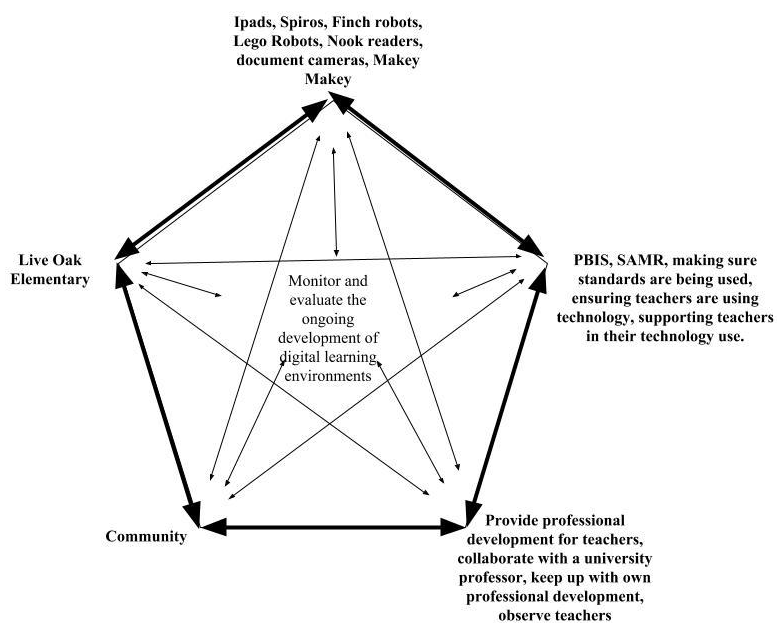 Ipads, Spiros, Finch robots,
Lego Robots, Nook readers,
document cameras, Makey
Makey
Live Oak
Elementary
PBIS, SAMR, making sure
standards are being used,
ensuring teachers are using
technology, supporting teachers
in their technology use.
Monitor and
evaluate the
ongoing
development of
digital learning
environments
Community
Provide professional
development for teachers,
collaborate with a university
professor, keep up with own
professional development,
observe teachers